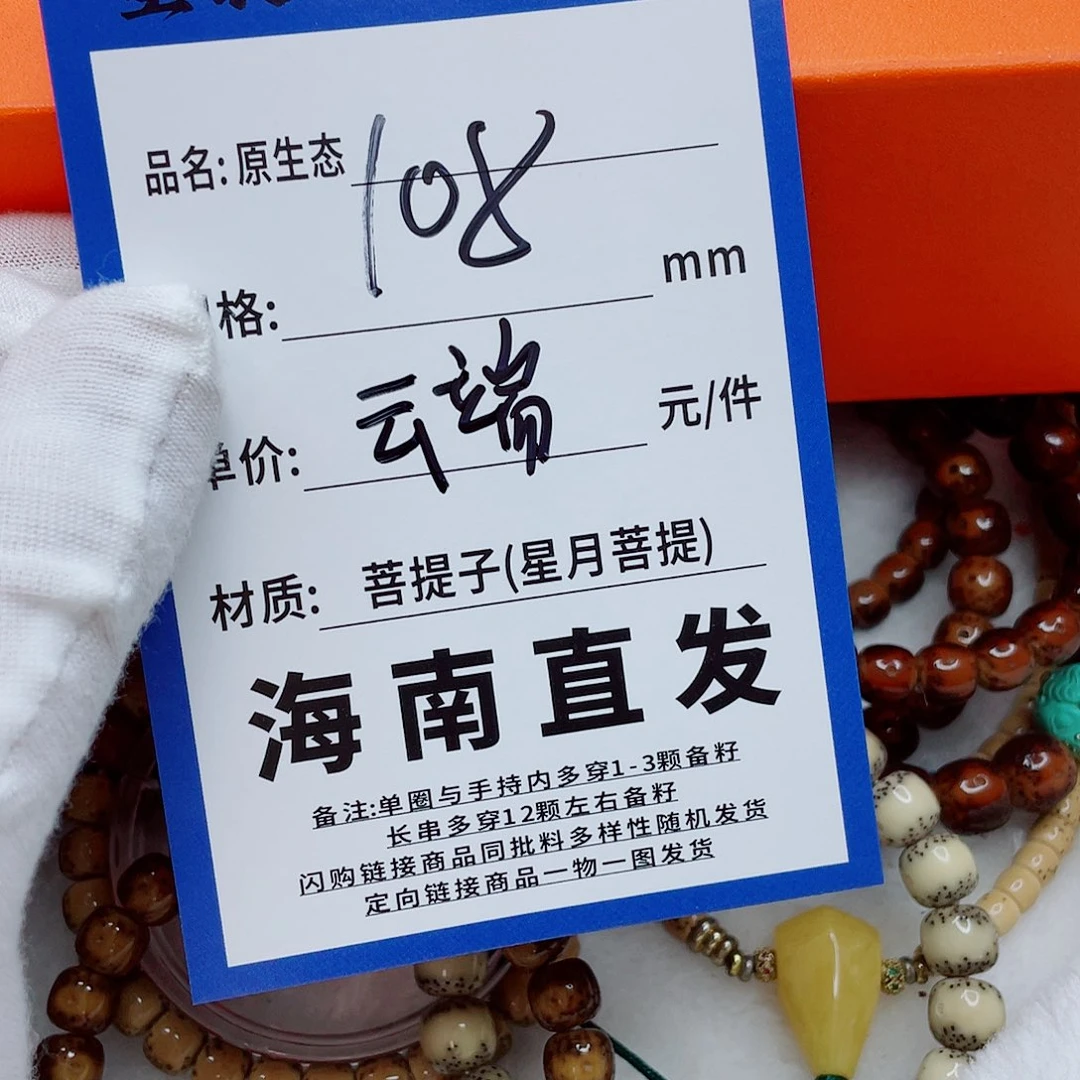 品名: 原生态 108
格: mm
单价: 云端 元/件
材质: 菩提子(星月菩提)
海南直发
备注:单圈与手持内多穿1-3颗备籽
长串多穿12颗左右备籽
闪购链接商品同批料多样性随机发货
定向链接商品一物一图发货